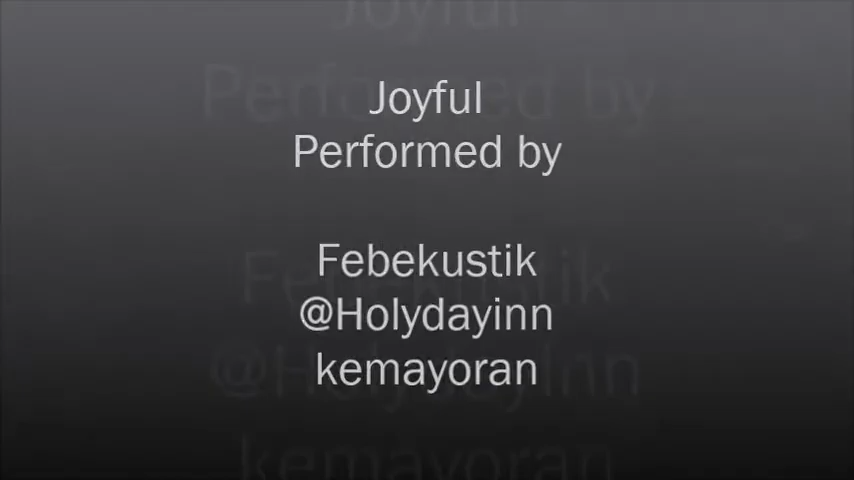 Joyful
Performed by
Febekustik
@Holydayinn
kemayoran